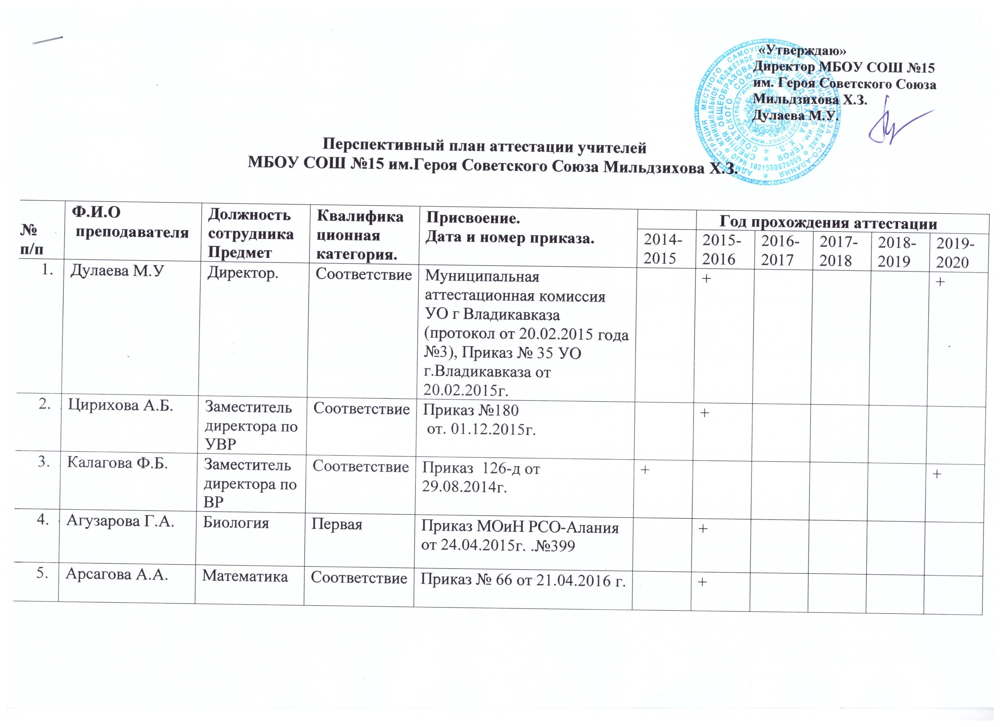 «Утверждаю»
Директор МБОУ СОШ №15
им. Героя Советского Союза
Мильдзихова Х.З.
Дулаева М.У.
Перспективный план аттестации учителей
МБОУ СОШ №15 им.Героя Советского Союза Мильдзихова Х.З.
№
п/п
Ф.И.О
преподавателя
Должность
сотрудника
Предмет
Квалифика
ционная
категория.
Присвоение.
Дата и номер приказа.
Год прохождения аттестации
2014-
2015
2015-
2016
2016-
2017
2017-
2018
2018-
2019
2019-
2020
1.
Дулаева М.У
Директор.
Соответствие
Муниципальная
аттестационная комиссия
УО г Владикавказа
(протокол от 20.02.2015 года
№3), Приказ № 35 УО
г.Владикавказа от
20.02.2015г.
+
+
2.
Цирихова А.Б.
Заместитель
директора по
УВР
Соответствие
Приказ №180
от. 01.12.2015г.
+
3.
Калагова Ф.Б.
Заместитель
директора по
ВР
Соответствие
Приказ 126-д от
29.08.2014г.
+
+
4.
Агузарова Г.А.
Биология
Первая
Приказ МОиН РСО-Алания
от 24.04.2015г. .№399
+
5.
Арсагова А.А.
Математика
Соответствие
Приказ № 66 от 21.04.2016 г.
+